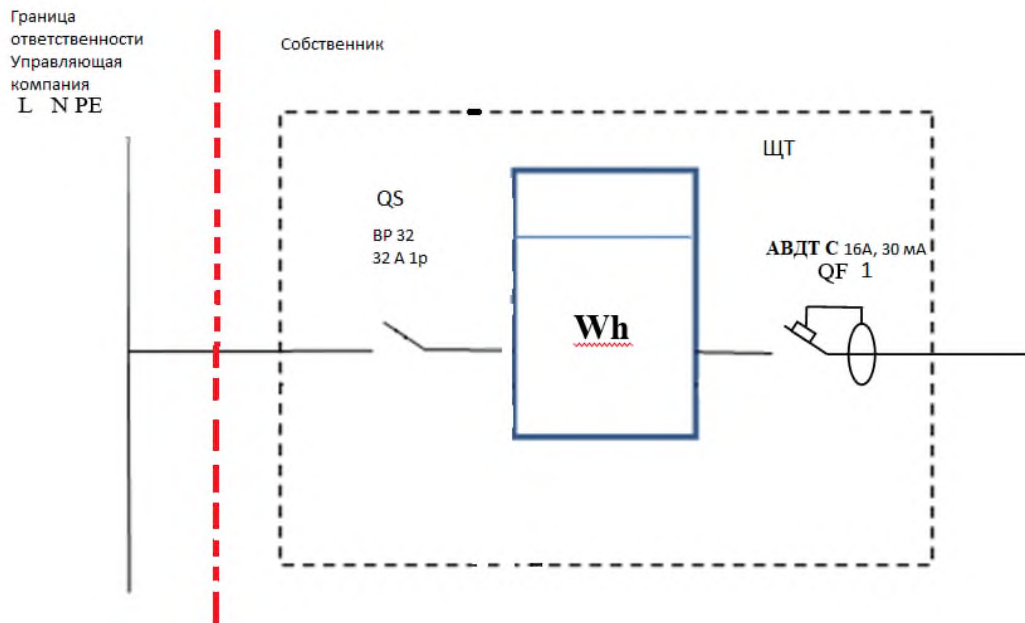 Граница
ответственности
Управляющая
компания
L N PE
Собственник
ЩТ
QS
ВР 32
32 А 1р
Wh
АВДТ С 16А, 30 мА
QF 1